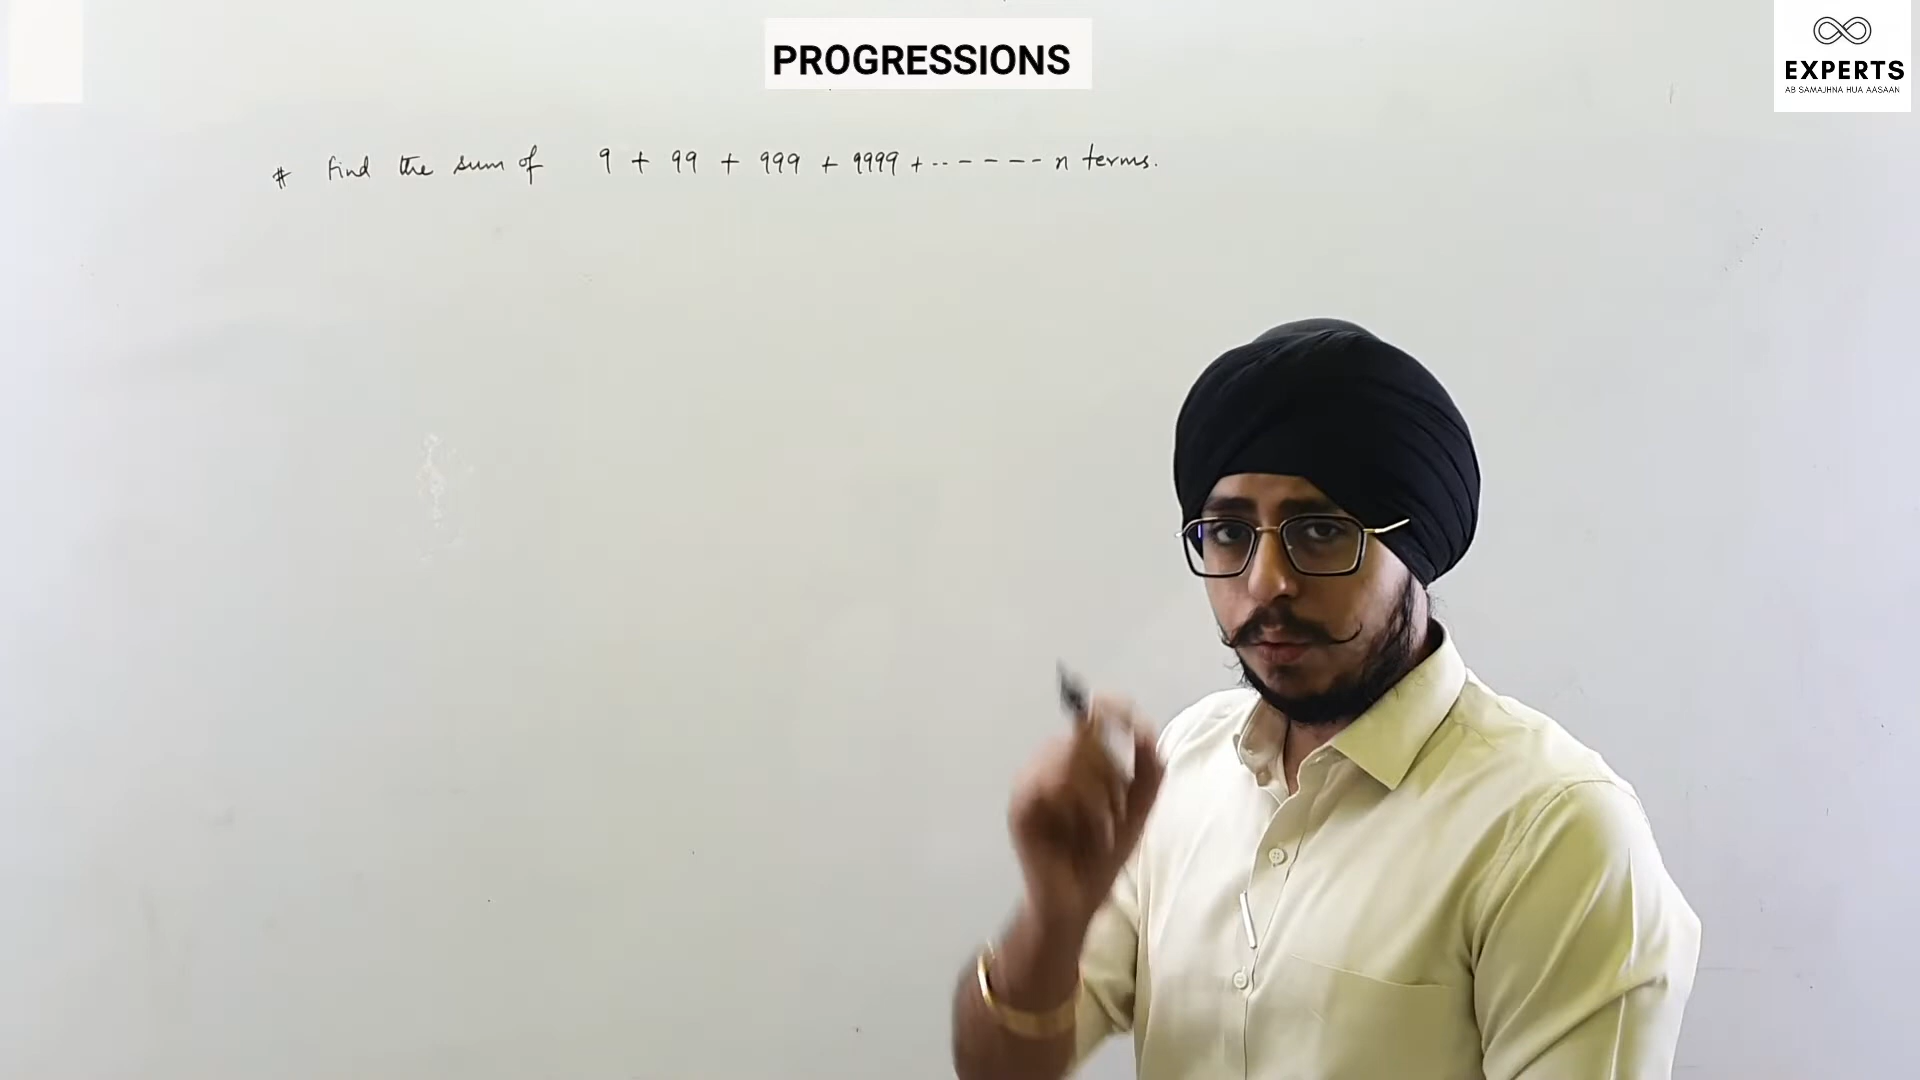 PROGRESSIONS
EXPERTS
AB SAMAJHNA HUA AASAAN
# find the sum of 9 + 99 + 999 + 9999 + ------- n terms.